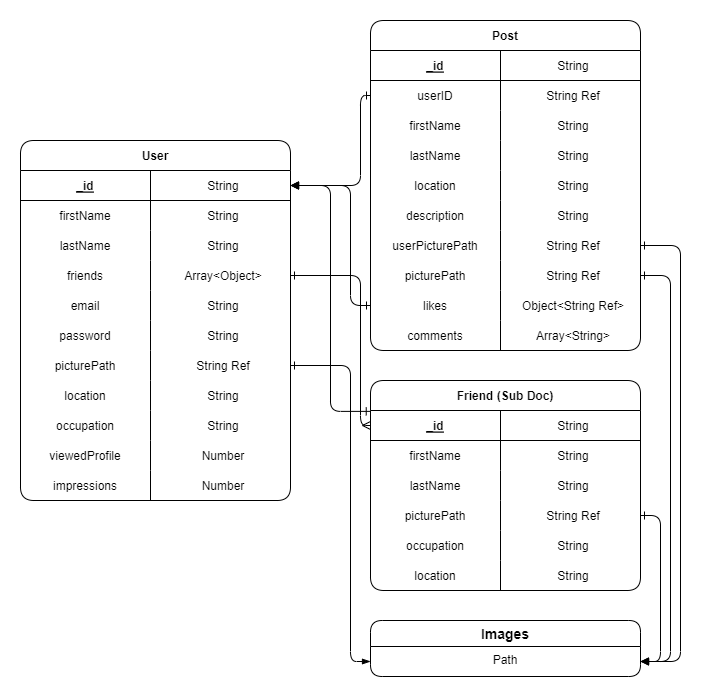 Post
_id String
userID String Ref
firstName String
lastName String
location String
description String
userPicturePath String Ref
picturePath String Ref
likes Object<String Ref>
comments Array<String>
User
_id String
firstName String
lastName String
friends Array<Object>
email String
password String
picturePath String Ref
location String
occupation String
viewedProfile Number
impressions Number
Friend (Sub Doc)
_id String
firstName String
lastName String
picturePath String Ref
occupation String
location String
Images
Path